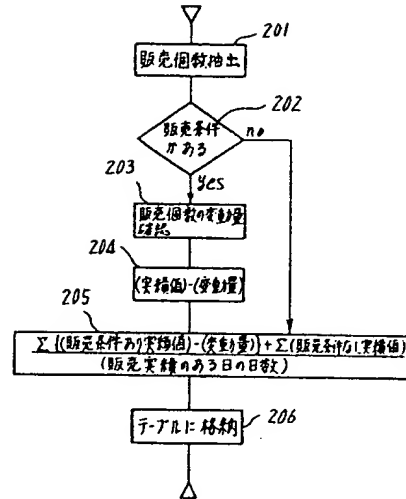 201
販売個数抽出
202
販売条件
がある
no
yes
203
販売個数の変動量
確認
204
(実績値)-(変動量)
205
Σ{(販売条件あり実績値)-(変動量)}+Σ(販売条件なし実績値)
(販売実績のある日の日数)
テーブルに格納
206